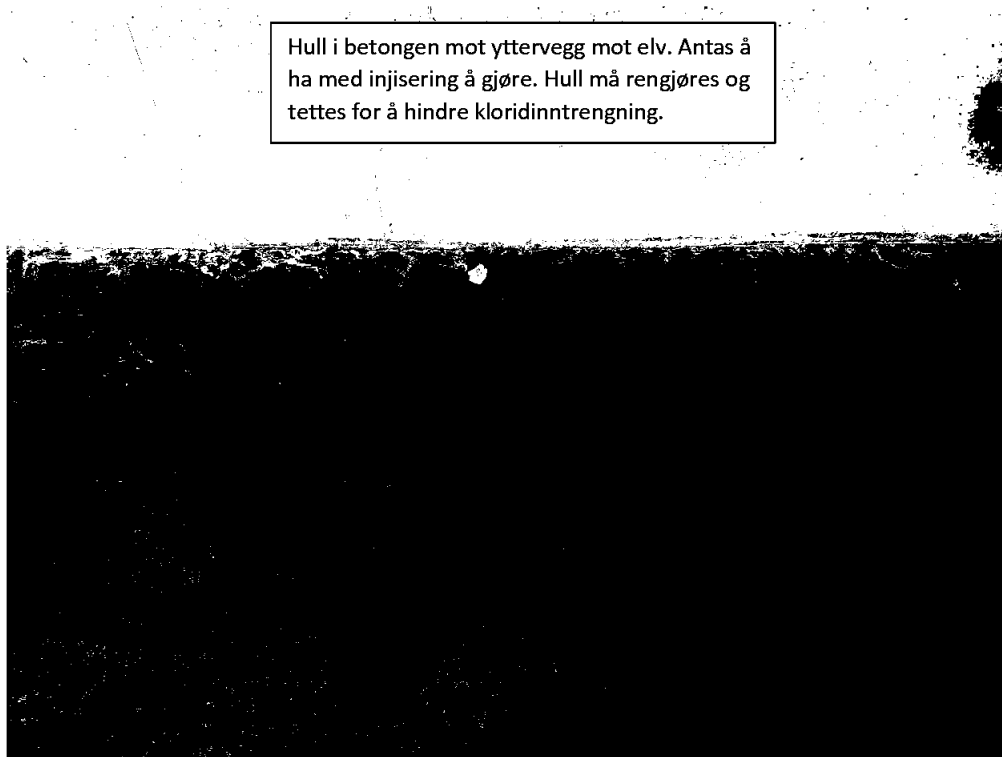 Hull i betongen mot yttervegg mot elv. Antas å
ha med injisering å gjøre. Hull må rengjøres og
tettes for å hindre kloridinntrengning.